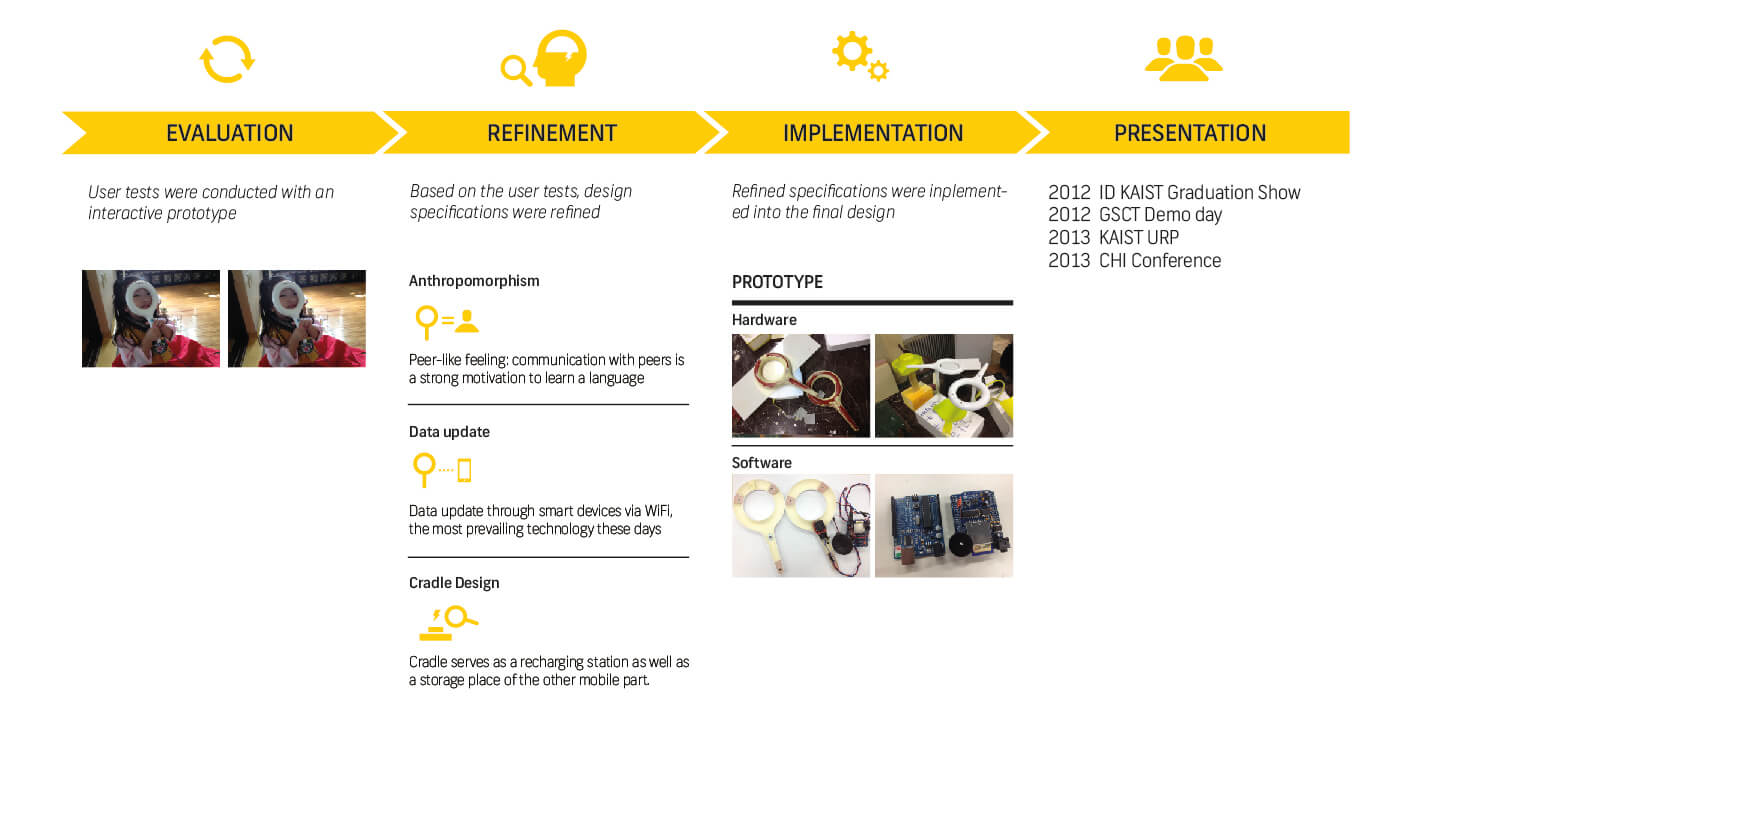 EVALUATION
REFINEMENT
IMPLEMENTATION
PRESENTATION
User tests were conducted with an
interactive prototype
Based on the user tests, design
specifications were refined
Anthropomorphism
Peer-like feeling: communication with peers is
a strong motivation to learn a language
Data update
Data update through smart devices via WiFi,
the most prevailing technology these days
Cradle Design
Cradle serves as a recharging station as well as
a storage place of the other mobile part.
Refined specifications were inplement-
ed into the final design
PROTOTYPE
Hardware
Software
2012 ID KAIST Graduation Show
2012 GSCT Demo day
2013 KAIST URP
2013 CHI Conference